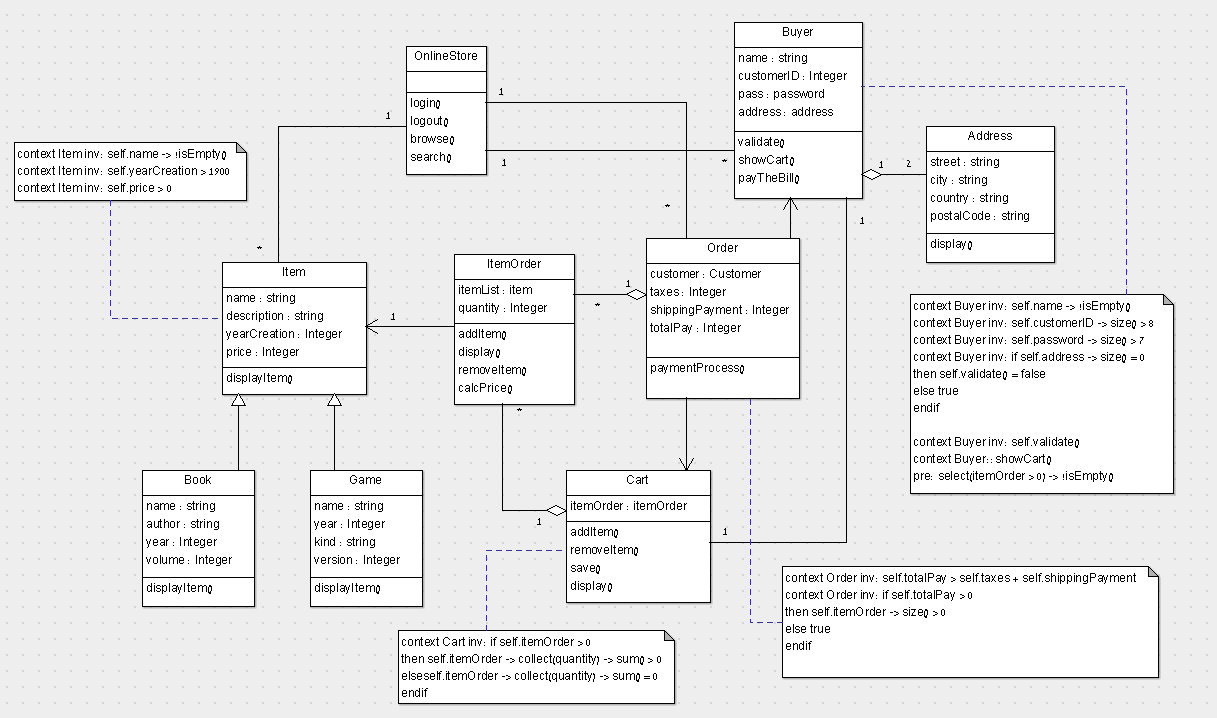 OnlineStore
login()
logout()
browse()
search()
Buyer
name : string
customerID : Integer
pass : password
address : address
validate()
showCart()
payTheBill()
Address
street : string
city : string
country : string
postalCode : string
display()
1
1
1
*
*
*
1
2
1
context Item inv: self.name -> !isEmpty()
context Item inv: self.yearCreation > 1900
context Item inv: self.price > 0
Item
name : string
description : string
yearCreation : Integer
price : Integer
displayItem()
1
ItemOrder
itemList : item
quantity : Integer
addItem()
display()
removeItem()
calcPrice()
1
*
*
Order
customer : Customer
taxes : Integer
shippingPayment : Integer
totalPay : Integer
paymentProcess()
context Buyer inv: self.name -> !isEmpty()
context Buyer inv: self.customerID -> size() > 8
context Buyer inv: self.password -> size() > 7
context Buyer inv: if self.address -> size() = 0
then self.validate() = false
else true
endif
context Buyer inv: self.validate()
context Buyer:: showCart()
pre: select(itemOrder > 0) -> !isEmpty()
Book
name : string
author : string
year : Integer
volume : Integer
displayItem()
Game
name : string
year : Integer
kind : string
version : Integer
displayItem()
Cart
itemOrder : itemOrder
addItem()
removeItem()
save()
display()
1
1
context Order inv: self.totalPay > self.taxes + self.shippingPayment
context Order inv: if self.totalPay > 0
then self.itemOrder -> size() > 0
else true
endif
context Cart inv: if self.itemOrder > 0
then self.itemOrder -> collect(quantity) -> sum() > 0
elseself.itemOrder -> collect(quantity) -> sum() = 0
endif